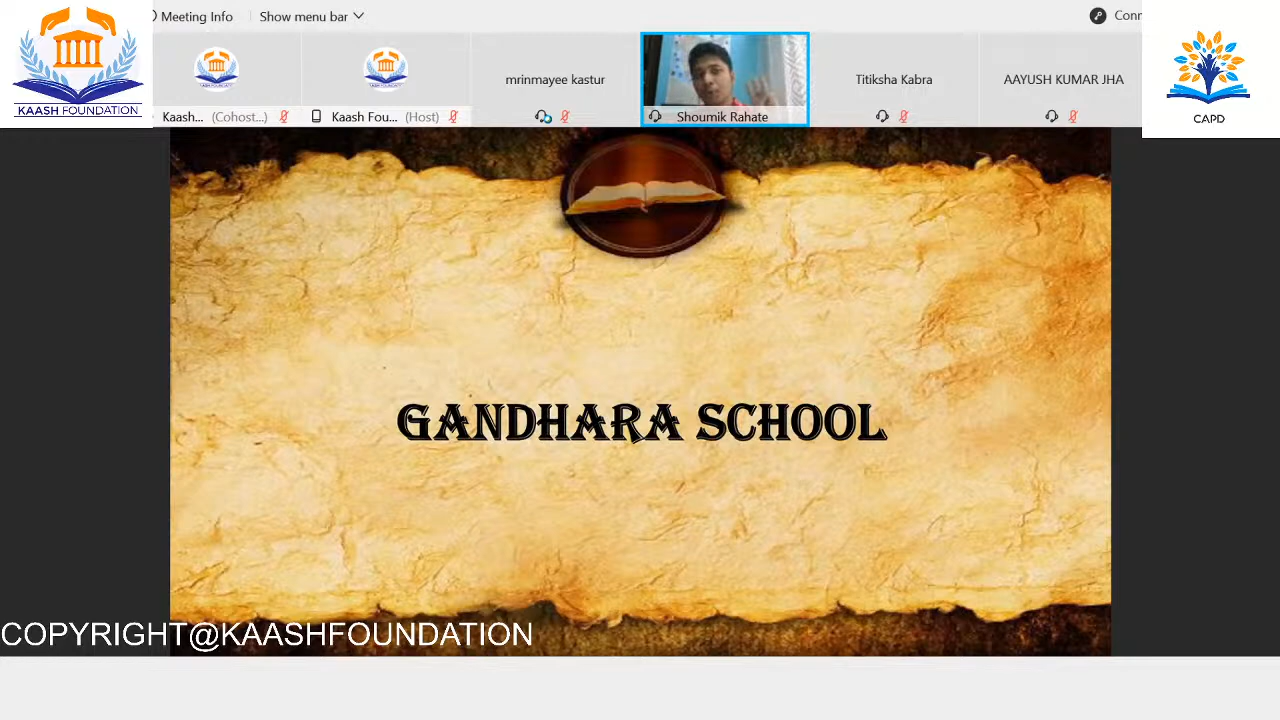 Meeting Info
Show menu bar
Conn
KAASH FOUNDATION
Kaash... (Cohost...)
Kaash Fou... (Host)
mrinmayee kastur
Shoumik Rahate
Titiksha Kabra
AAYUSH KUMAR JHA
CAPD
GANDHARA SCHOOL
COPYRIGHT@KAASHFOUNDATION